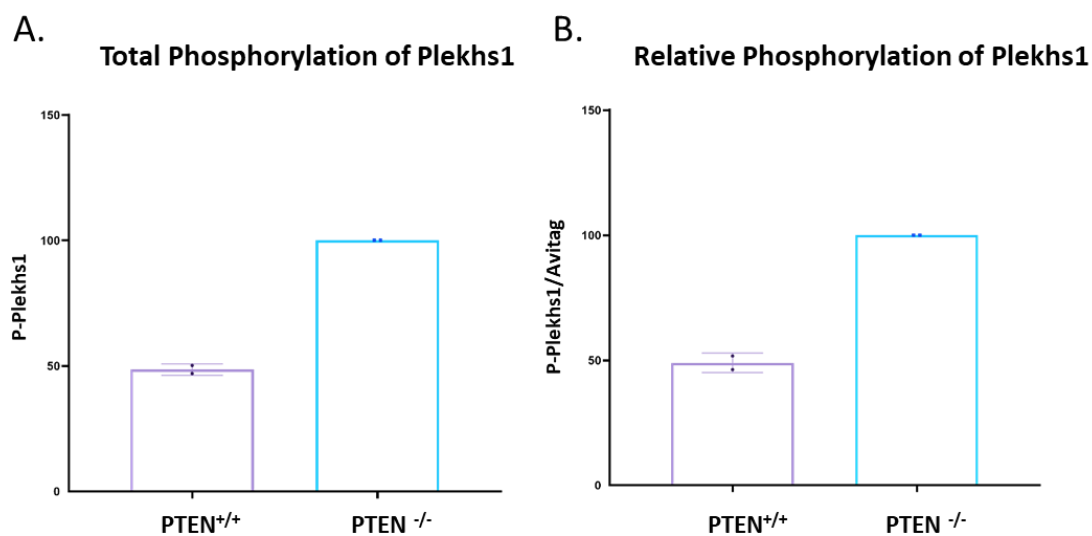 A.
Total Phosphorylation of Plekhs1
150
100
50
0
P-Plekhs1
PTEN+/+
PTEN -/-
B.
Relative Phosphorylation of Plekhs1
150
100
50
0
P-Plekhs1/Avitag
PTEN+/+
PTEN -/-